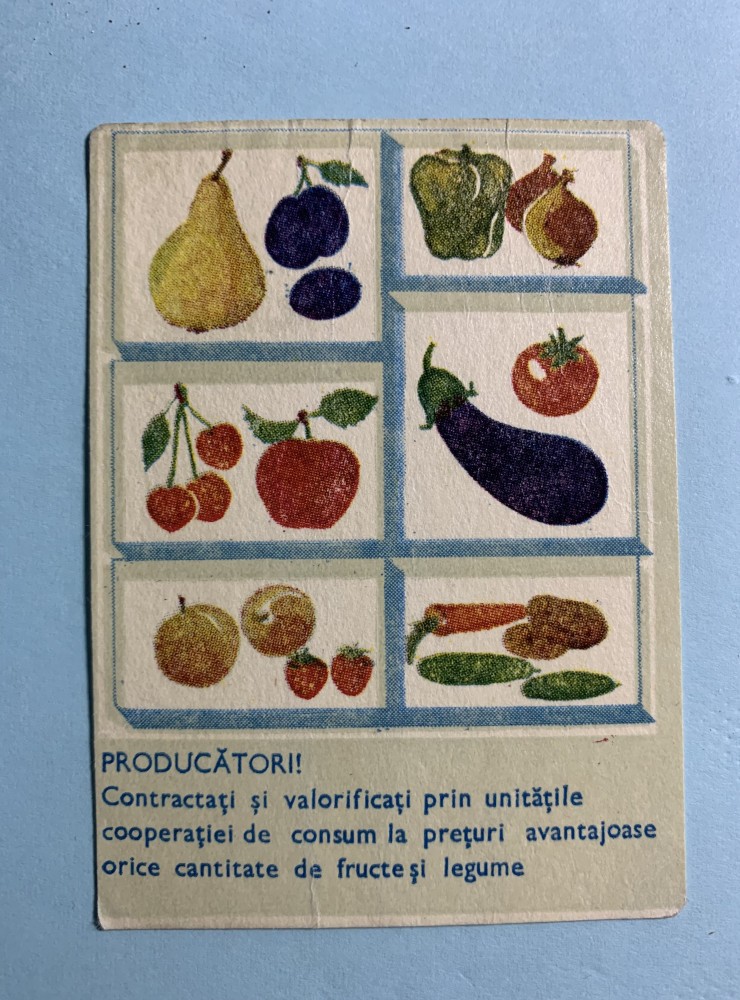 PRODUCĂTORI!
Contractați și valorificați prin unitățile
cooperației de consum la prețuri avantajoase
orice cantitate de fructe și legume